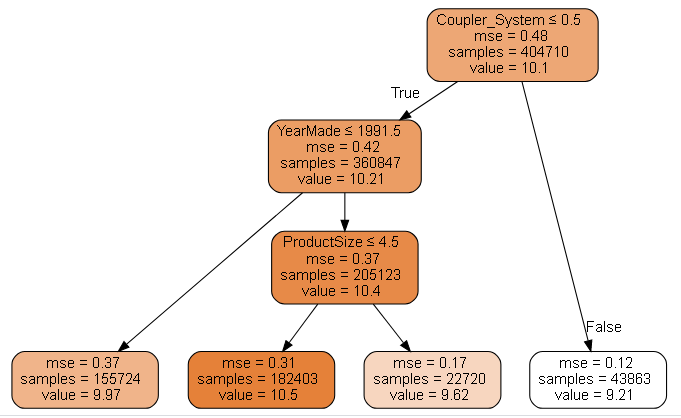 Coupler_System ≤ 0.5
mse = 0.48
samples = 404710
value = 10.1
True
YearMade ≤ 1991.5
mse = 0.42
samples = 360847
value = 10.21
ProductSize ≤ 4.5
mse = 0.37
samples = 205123
value = 10.4
False
mse = 0.37
samples = 155724
value = 9.97
mse = 0.31
samples = 182403
value = 10.5
mse = 0.17
samples = 22720
value = 9.62
mse = 0.12
samples = 43863
value = 9.21